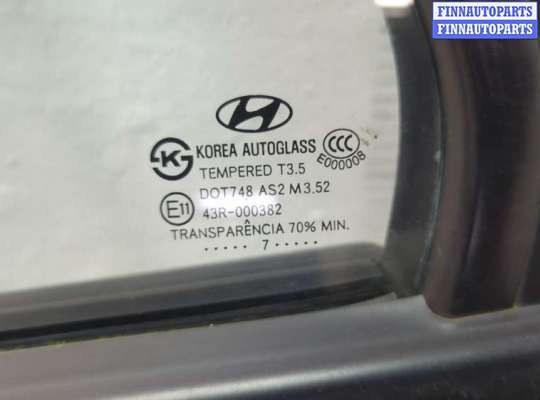 FINNAUTOPARTS
FINNAUTOPARTS
KOREA AUTOGLASS
CCC
E000008
TEMPERED T3.5
DOT748 AS2 M3.52
E11
43R-000382
TRANSPARÊNCIA 70% MIN.
····· 7 ·····